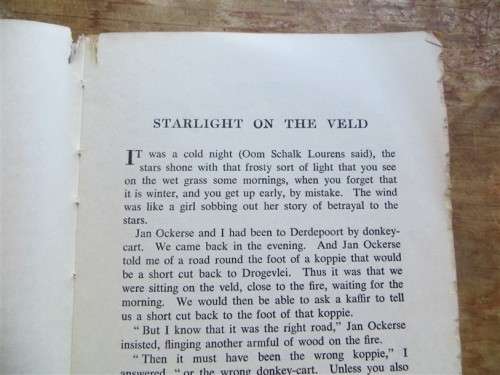 STARLIGHT ON THE VELD
IT was a cold night (Oom Schalk Lourens said), the
stars shone with that frosty sort of light that you see
on the wet grass some mornings, when you forget that
it is winter, and you get up early, by mistake. The wind
was like a girl sobbing out her story of betrayal to the
stars.
Jan Ockerse and I had been to Derdepoort by donkey-
cart. We came back in the evening. And Jan Ockerse
told me of a road round the foot of a koppie that would
be a short cut back to Drogevlei. Thus it was that we
were sitting on the veld, close to the fire, waiting for the
morning. We would then be able to ask a kaffir to tell
us a short cut back to the foot of that koppie.
" But I know that it was the right road," Jan Ockerse
insisted, flinging another armful of wood on the fire.
" Then it must have been the wrong koppie," I
answered, " or the wrong donkey-cart. Unless you also